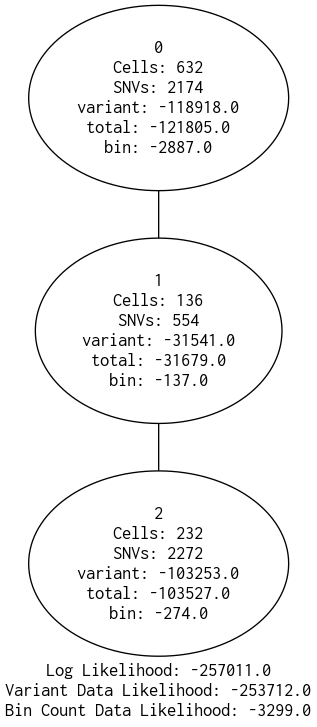 0
Cells: 632
SNVs: 2174
variant: -118918.0
total: -121805.0
bin: -2887.0
1
Cells: 136
SNVs: 554
variant: -31541.0
total: -31679.0
bin: -137.0
2
Cells: 232
SNVs: 2272
variant: -103253.0
total: -103527.0
bin: -274.0
Log Likelihood: -257011.0
Variant Data Likelihood: -253712.0
Bin Count Data Likelihood: -3299.0